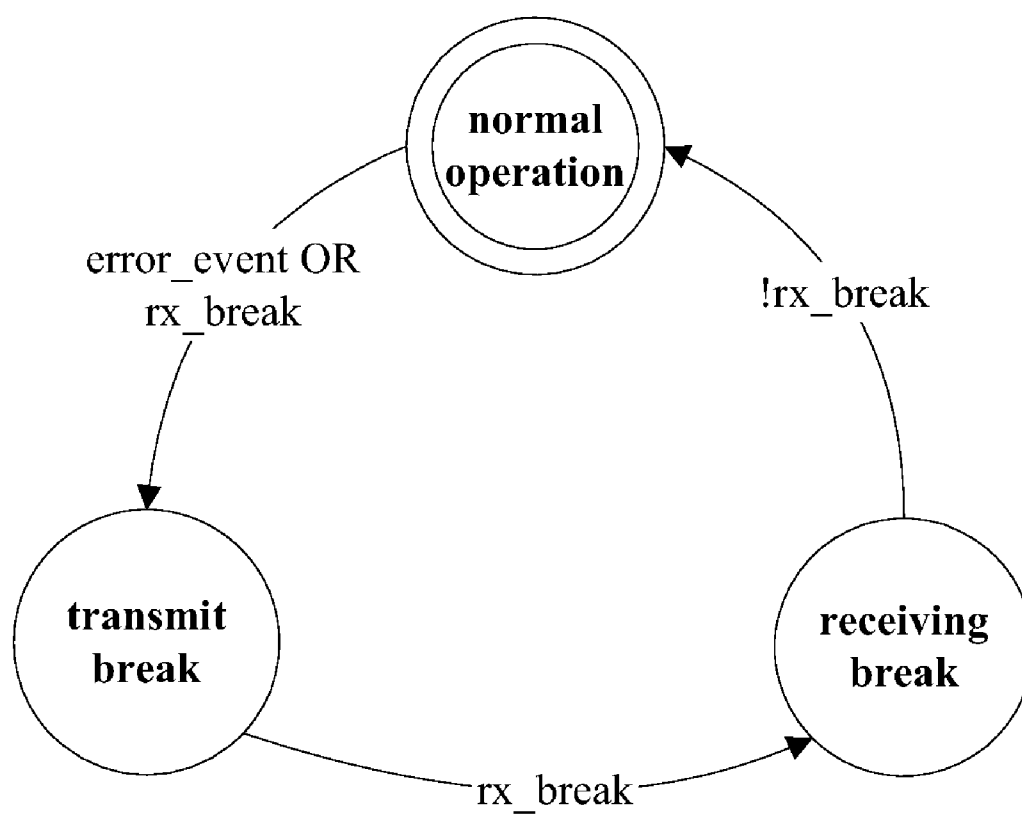 normal
operation
error_event OR
rx_break
!rx_break
transmit
break
receiving
break
rx_break